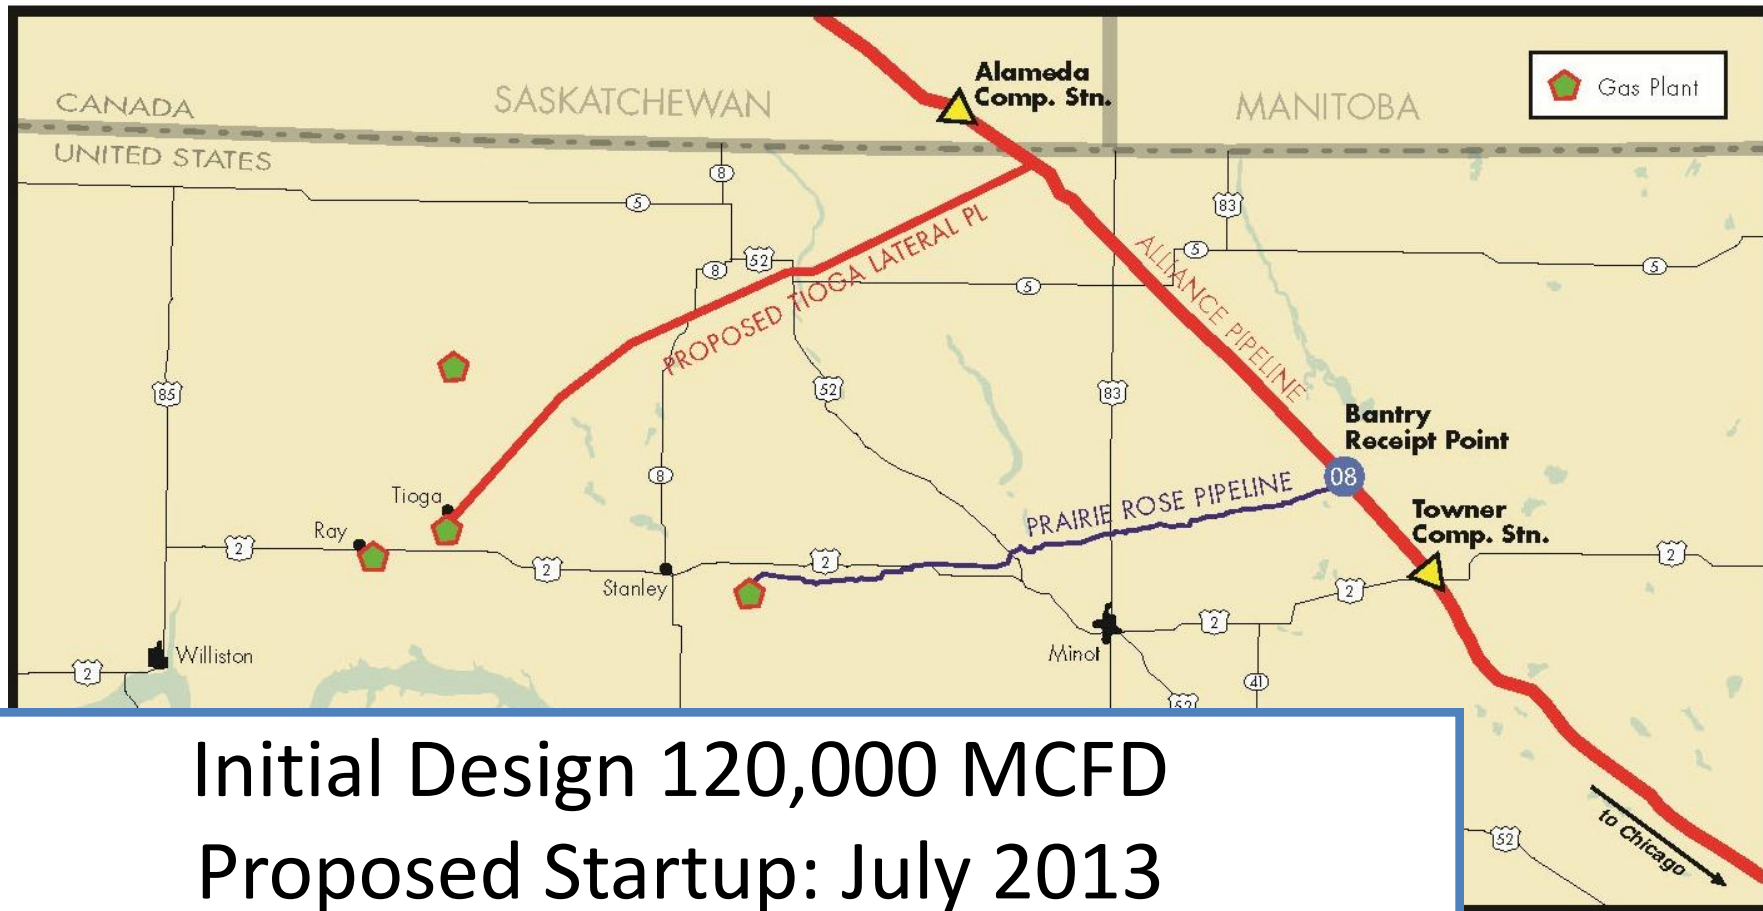 Alameda
Comp. Stn.
CANADA
SASKATCHEWAN
MANITOBA
Gas Plant
UNITED STATES
8
5
83
52
8
5
5
5
PROPOSED TIOGA LATERAL PL
ALLIANCE PIPELINE
85
52
83
Bantry
Receipt Point
08
8
Tioga
PRAIRIE ROSE PIPELINE
Towner
Comp. Stn.
Ray
2
2
2
2
Stanley
2
2
Minot
Williston
2
41
52
Initial Design 120,000 MCFD
Proposed Startup: July 2013
52
to Chicago